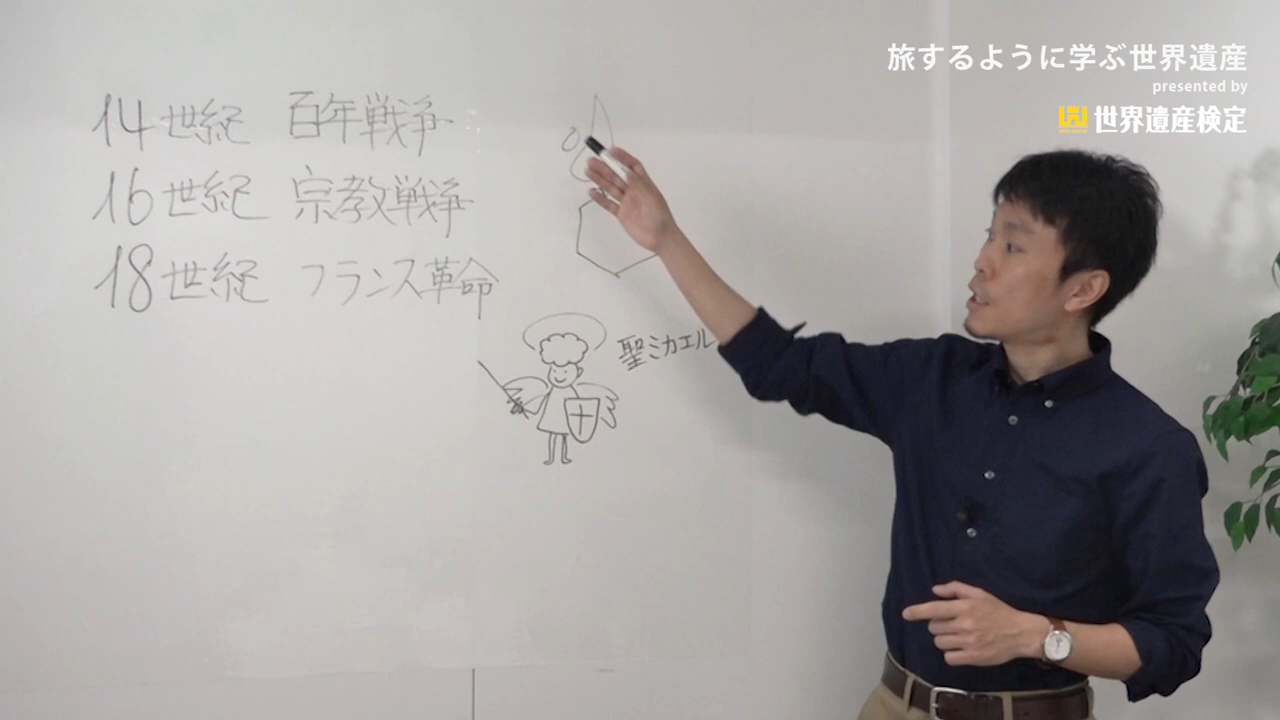 旅するように学ぶ世界遺産
presented by
世界遺産検定
14世紀 百年戦争
16世紀 宗教戦争
18世紀 フランス革命
聖ミカエル